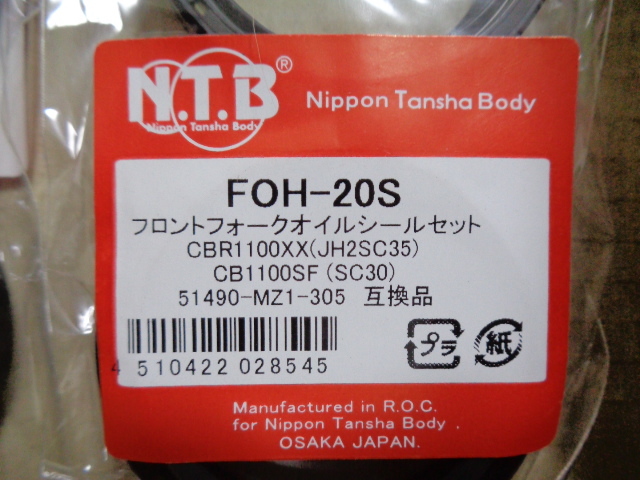 N.T.B®
Nippon Tansha Body
Nippon Tansha Body
FOH-20S
フロントフォークオイルシールセット
CBR1100XX(JH2SC35)
CB1100SF (SC30)
51490-MZ1-305 互換品
4 510422 028545
プラ
紙
Manufactured in R.O.C.
for Nippon Tansha Body .
OSAKA JAPAN.